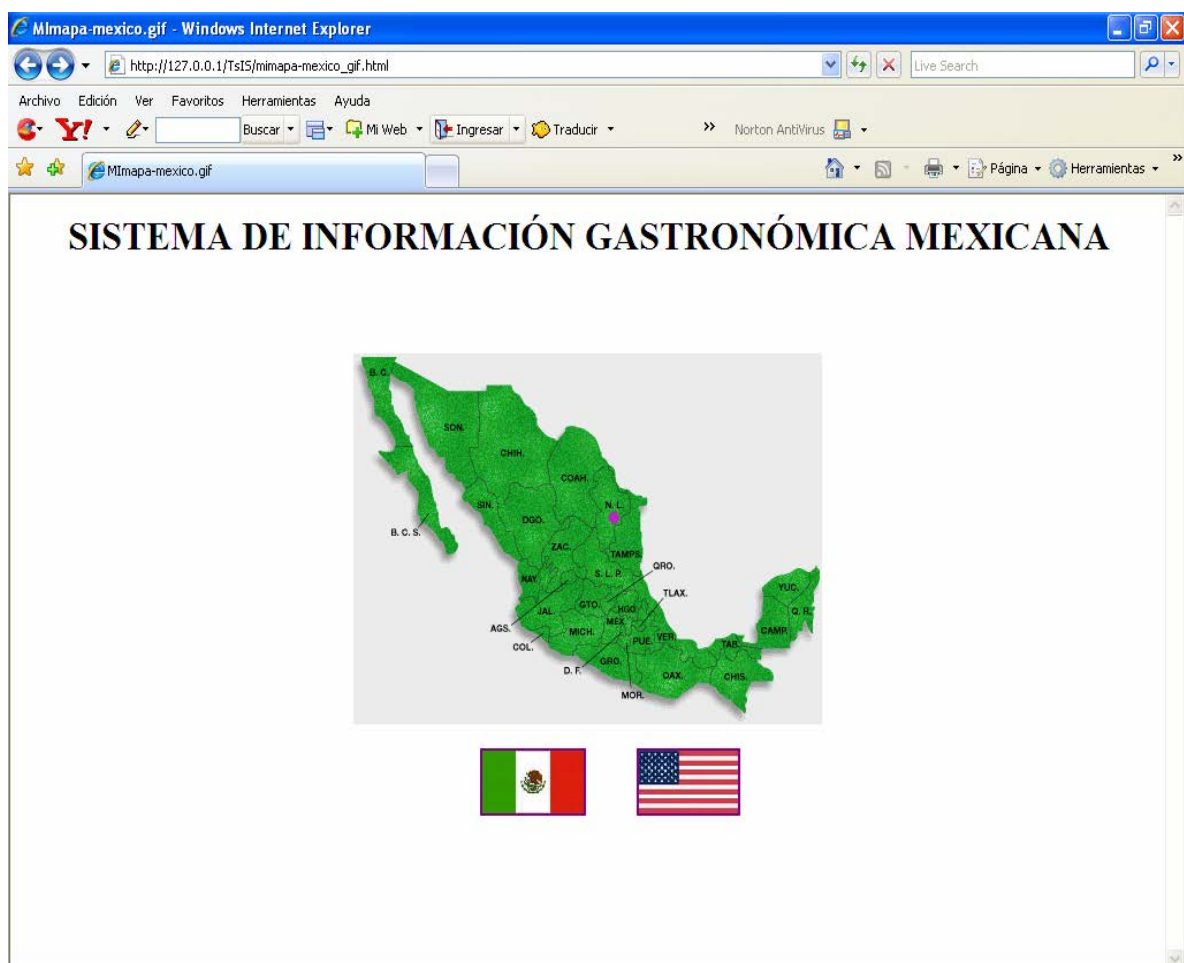 MImapa-mexico.gif - Windows Internet Explorer
http://127.0.0.1/TsIS/mimapa-mexico_gif.html
Live Search
Archivo Edición Ver Favoritos Herramientas Ayuda
Y! Buscar Mi Web Ingresar Traducir » Norton AntiVirus
MImapa-mexico.gif
Página Herramientas »
SISTEMA DE INFORMACIÓN GASTRONÓMICA MEXICANA
B. C.
SON.
CHIH.
COAH.
SIN.
N. L.
DGO.
B. C. S.
ZAC.
TAMPS.
QRO.
NAY.
S. L. P.
YUC.
TLAX.
GTO.
HGO.
JAL.
Q. R.
MEX.
AGS.
MICH.
CAMP.
PUE.
VER.
TAB.
COL.
GRO.
D. F.
OAX.
CHIS.
MOR.